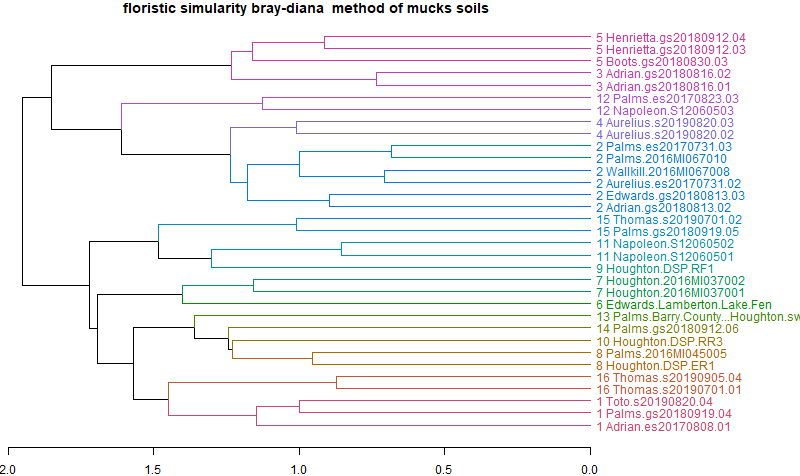 floristic simularity bray-diana method of mucks soils
5 Henrietta.gs20180912.04
5 Henrietta.gs20180912.03
5 Boots.gs20180830.03
3 Adrian.gs20180816.02
3 Adrian.gs20180816.01
12 Palms.es20170823.03
12 Napoleon.S12060503
4 Aurelius.s20190820.03
4 Aurelius.s20190820.02
2 Palms.es20170731.03
2 Palms.2016MI067010
2 Wallkill.2016MI067008
2 Aurelius.es20170731.02
2 Edwards.gs20180813.03
2 Adrian.gs20180813.02
15 Thomas.s20190701.02
15 Palms.gs20180919.05
11 Napoleon.S12060502
11 Napoleon.S12060501
9 Houghton.DSP.RF1
7 Houghton.2016MI037002
7 Houghton.2016MI037001
6 Edwards.Lamberton.Lake.Fen
13 Palms.Barry.County...Houghton.sw
14 Palms.gs20180912.06
10 Houghton.DSP.RR3
8 Palms.2016MI045005
8 Houghton.DSP.ER1
16 Thomas.s20190905.04
16 Thomas.s20190701.01
1 Toto.s20190820.04
1 Palms.gs20180919.04
1 Adrian.es20170808.01
2.0 1.5 1.0 0.5 0.0